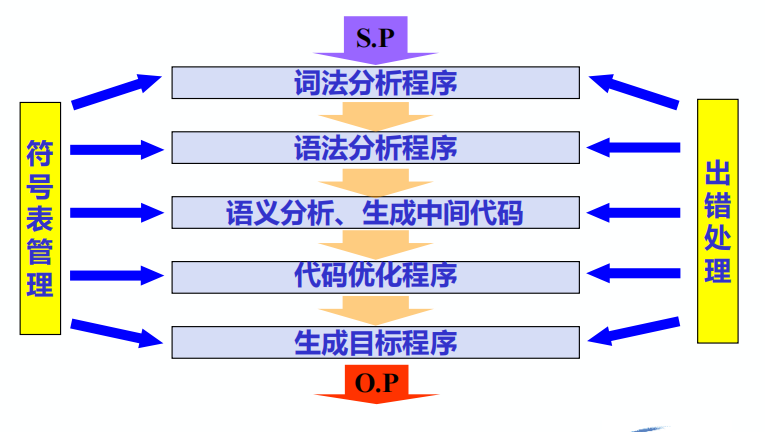 S.P
词法分析程序
语法分析程序
语义分析、生成中间代码
代码优化程序
生成目标程序
O.P
符号表管理
出错处理